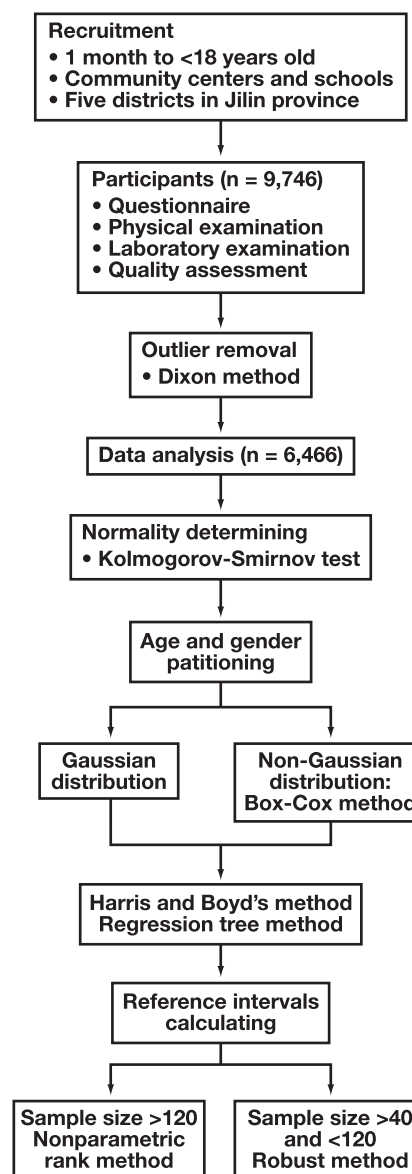 Recruitment
• 1 month to <18 years old
• Community centers and schools
• Five districts in Jilin province
Participants (n = 9,746)
• Questionnaire
• Physical examination
• Laboratory examination
• Quality assessment
Outlier removal
• Dixon method
Data analysis (n = 6,466)
Normality determining
• Kolmogorov-Smirnov test
Age and gender
patitioning
Gaussian
distribution
Non-Gaussian
distribution:
Box-Cox method
Harris and Boyd's method
Regression tree method
Reference intervals
calculating
Sample size >120
Nonparametric
rank method
Sample size >40
and <120
Robust method